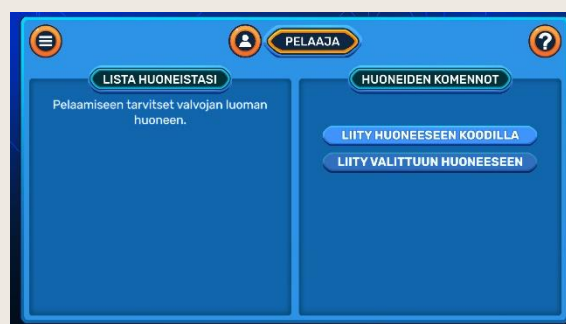 PELAAJA
?
LISTA HUONEISTASI
Pelaamiseen tarvitset valvojan luoman
huoneen.
HUONEIDEN KOMENNOT
LIITY HUONEESEEN KOODILLA
LIITY VALITTUUN HUONEESEEN